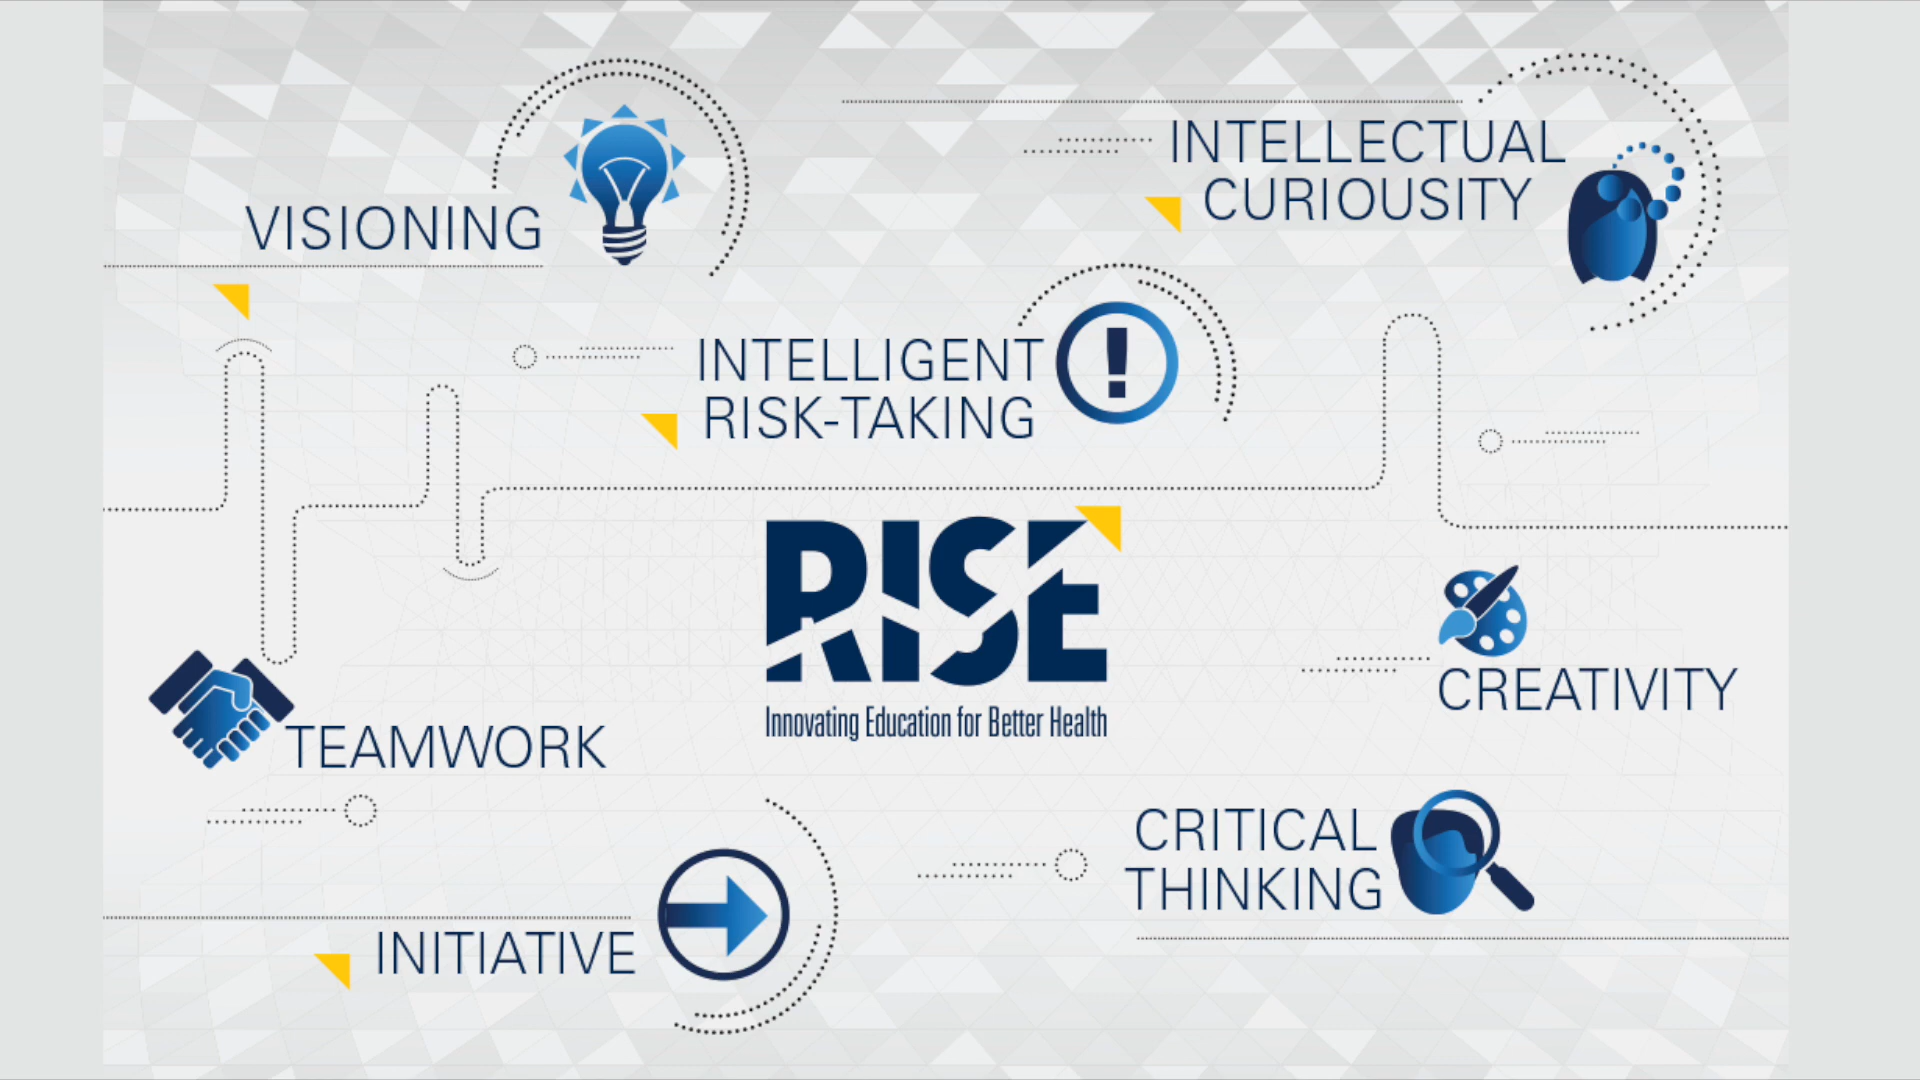 VISIONING
INTELLECTUAL
CURIOUSITY
INTELLIGENT
RISK-TAKING
RISE
Innovating Education for Better Health
CREATIVITY
TEAMWORK
CRITICAL
THINKING
INITIATIVE